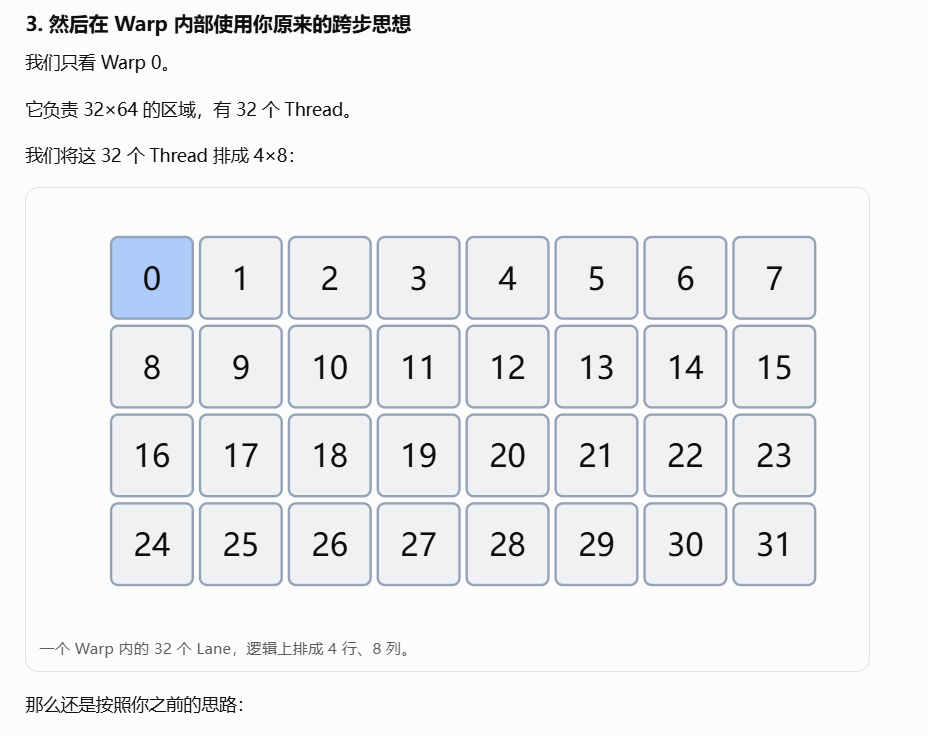 3. 然后在 Warp 内部使用你原来的跨步思想
我们只看 Warp 0。
它负责 32×64 的区域，有 32 个 Thread。
我们将这 32 个 Thread 排成 4×8：
0 1 2 3 4 5 6 7
8 9 10 11 12 13 14 15
16 17 18 19 20 21 22 23
24 25 26 27 28 29 30 31
一个 Warp 内的 32 个 Lane，逻辑上排成 4 行、8 列。
那么还是按照你之前的思路：